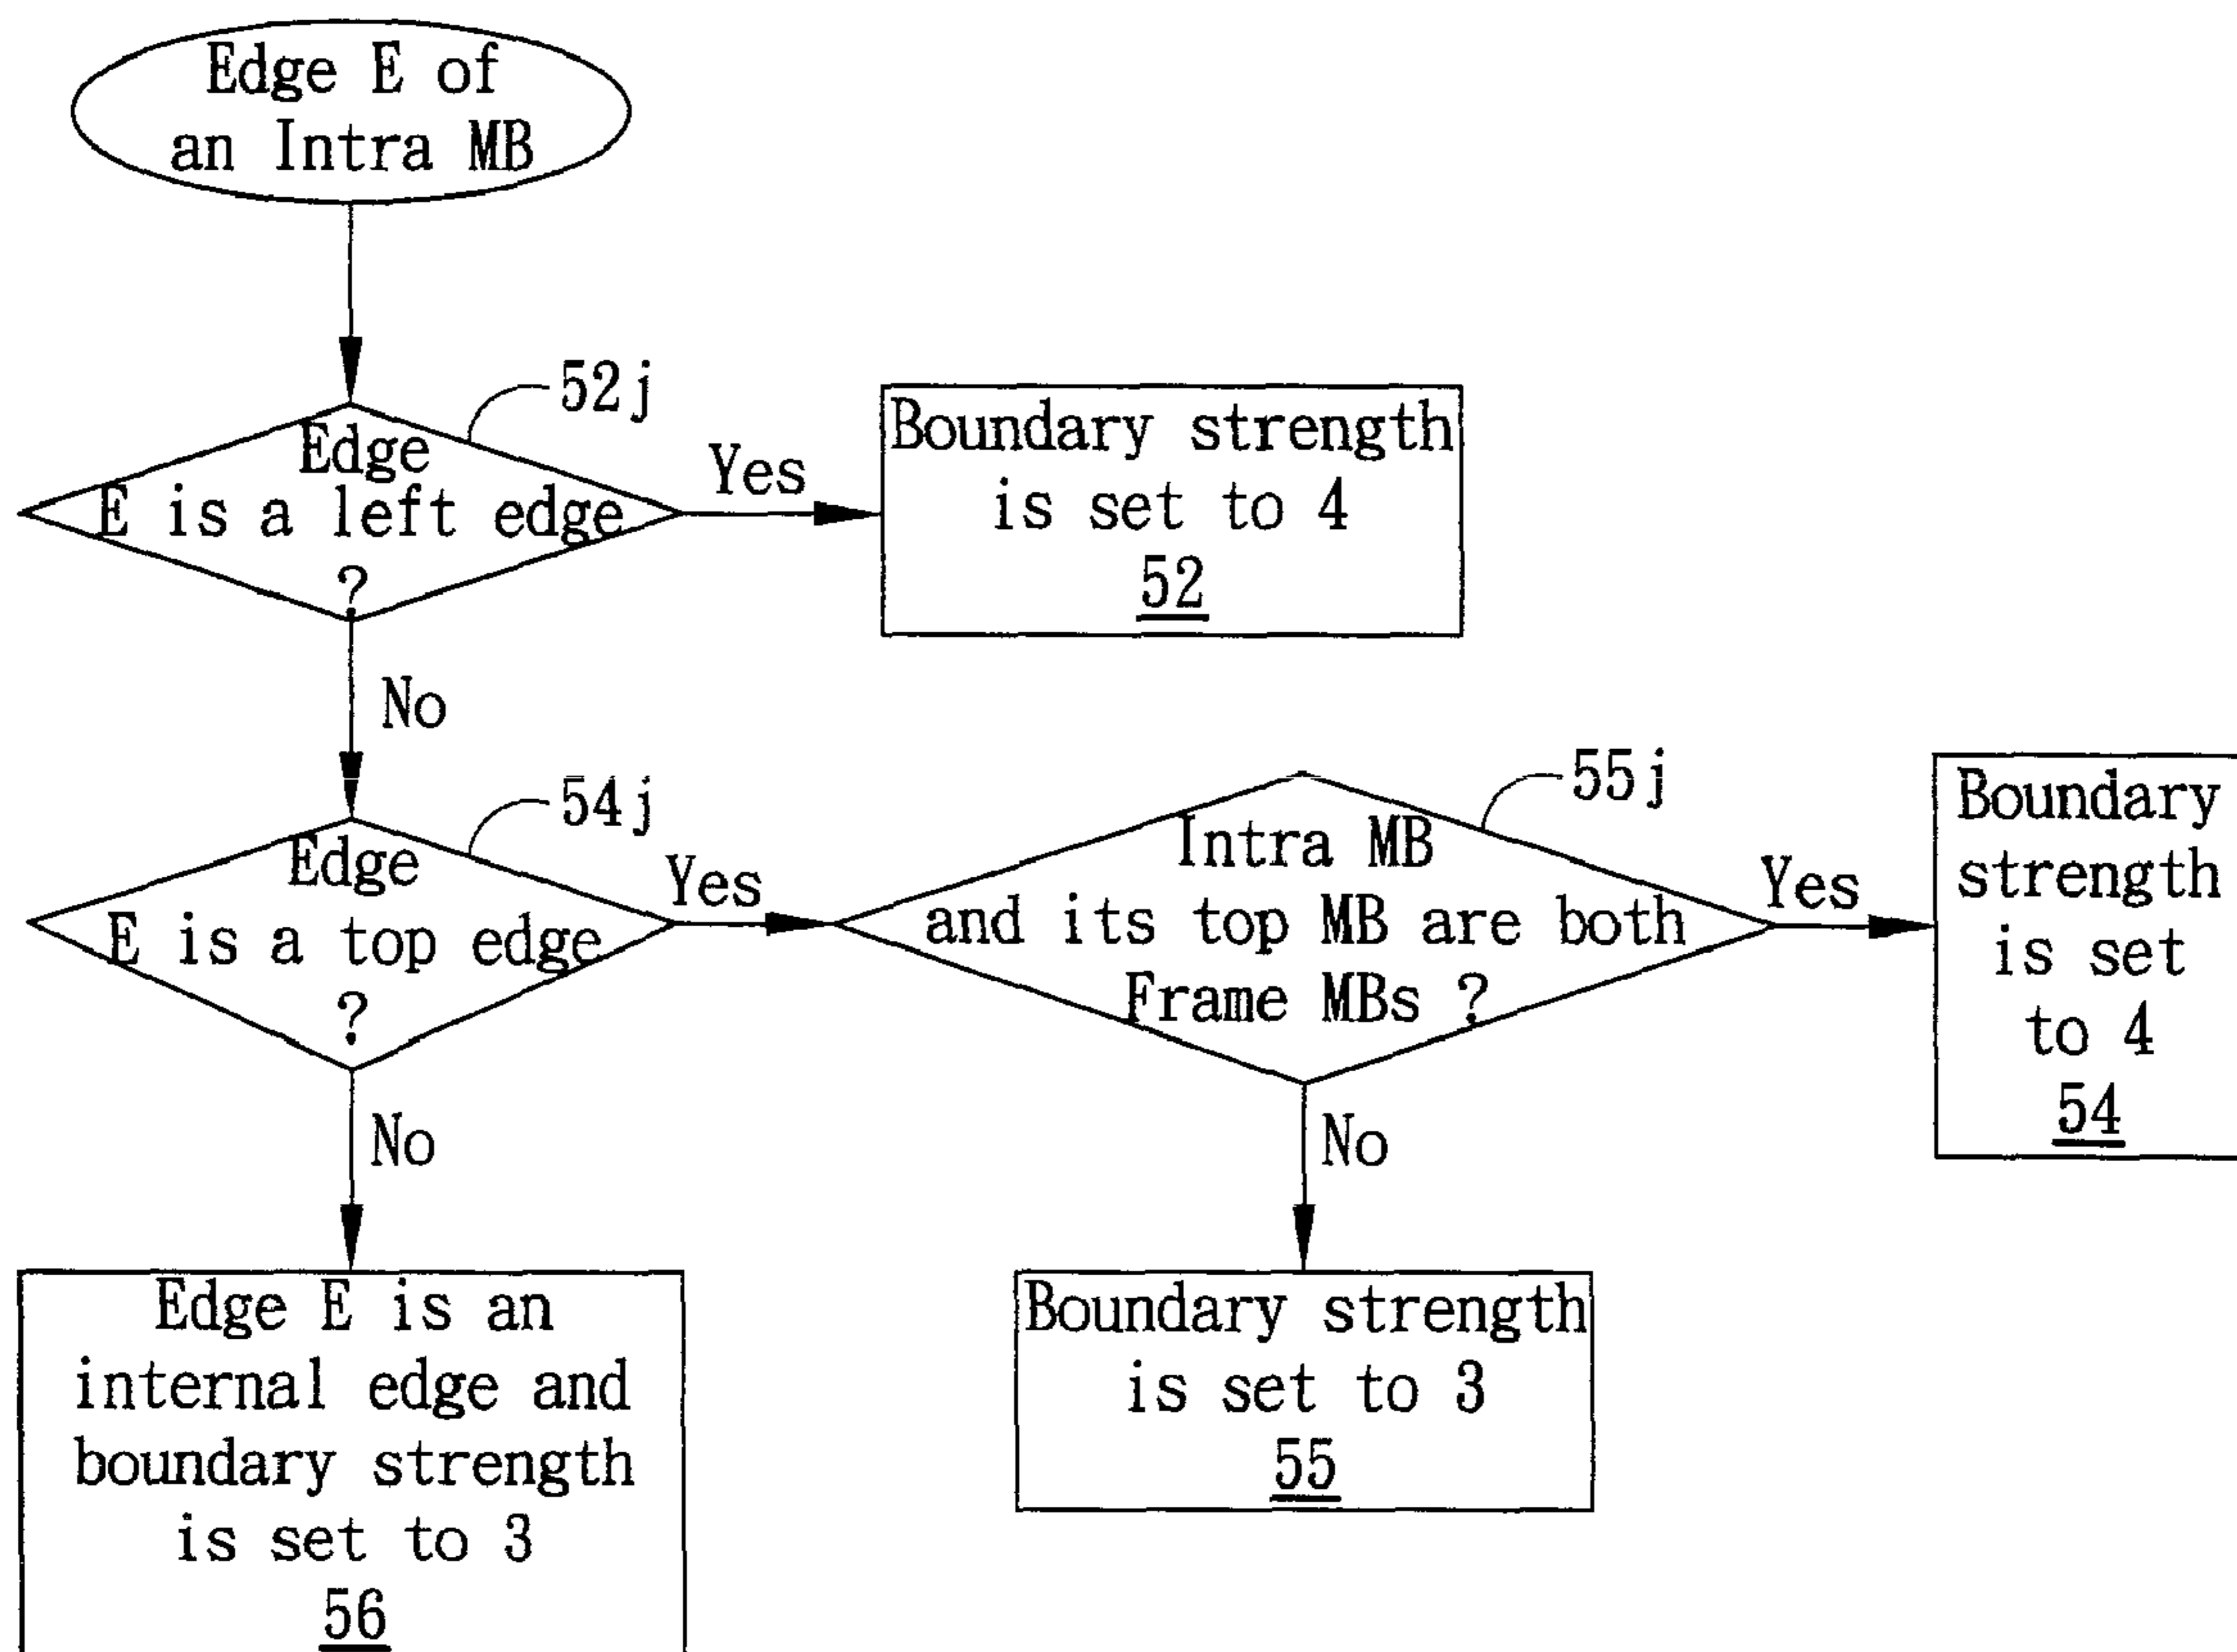 Edge E of
an Intra MB
52j
Edge
E is a left edge
?
Yes
Boundary strength
is set to 4
52
No
54j
Edge
E is a top edge
?
Yes
55j
Intra MB
and its top MB are both
Frame MBs ?
Yes
Boundary
strength
is set
to 4
54
No
No
Edge E is an
internal edge and
boundary strength
is set to 3
56
Boundary strength
is set to 3
55